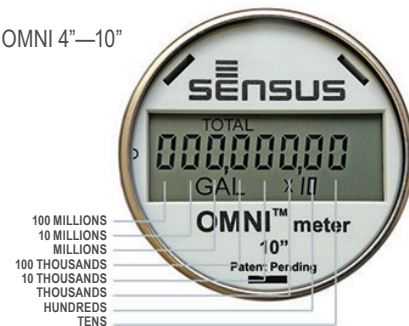 OMNI 4”—10”
SENSUS
TOTAL
000,000,00
GAL x10
OMNI™ meter
10”
Patent Pending
100 MILLIONS
10 MILLIONS
MILLIONS
100 THOUSANDS
10 THOUSANDS
THOUSANDS
HUNDREDS
TENS